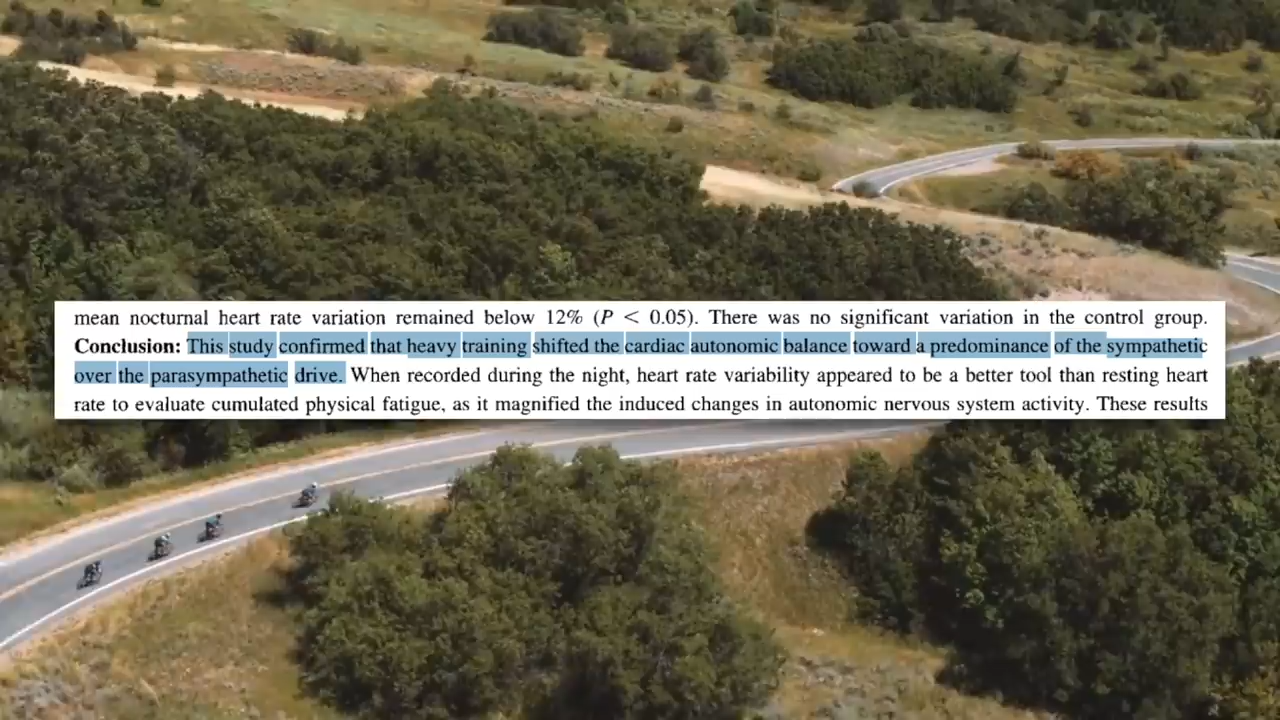 mean nocturnal heart rate variation remained below 12% (P < 0.05). There was no significant variation in the control group.
Conclusion: This study confirmed that heavy training shifted the cardiac autonomic balance toward a predominance of the sympathetic
over the parasympathetic drive. When recorded during the night, heart rate variability appeared to be a better tool than resting heart
rate to evaluate cumulated physical fatigue, as it magnified the induced changes in autonomic nervous system activity. These results